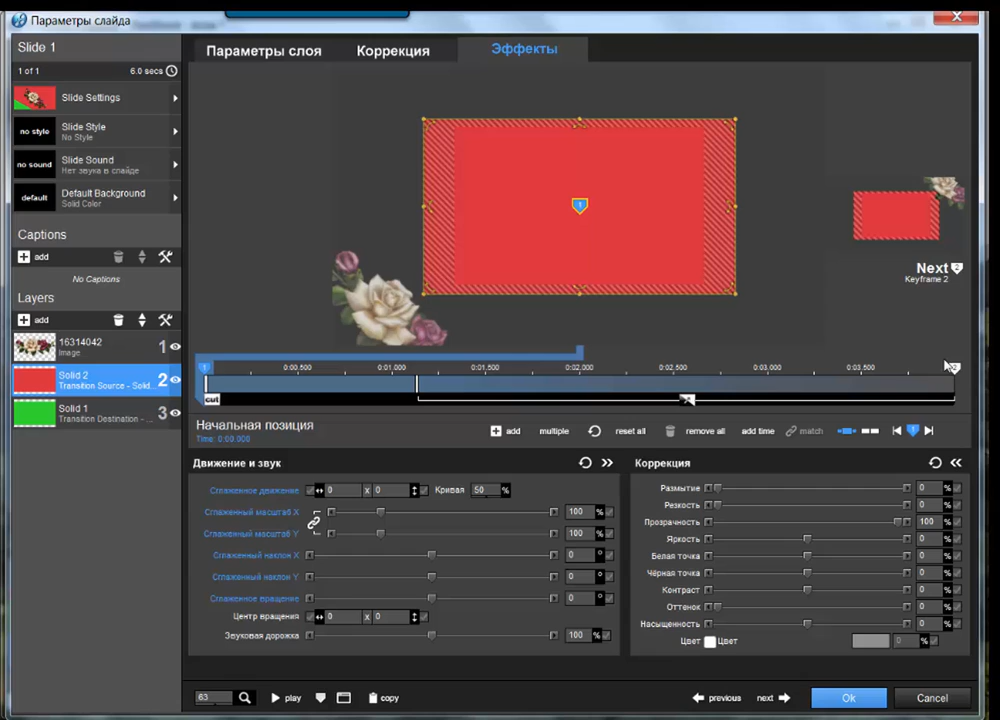 Параметры слайда
Slide 1
1 of 1 6.0 secs
Slide Settings
no style Slide Style
No Style
no sound Slide Sound
Нет звука в слайде
default Default Background
Solid Color
Captions
add
No Captions
Layers
add
16314042 1
Image
Solid 2 2
Transition Source - Solid...
Solid 1 3
Transition Destination - ...
Параметры слоя Коррекция Эффекты
1
Next 2
Keyframe 2
1 0:00.500 0:01.000 0:01.500 0:02.000 0:02.500 0:03.000 0:03.500
cut
Начальная позиция
Time: 0:00.000
add multiple reset all remove all add time match 1
Движение и звук
Сглаженное движение 0 x 0 Кривая 50 %
Сглаженный масштаб X 100 %
Сглаженный масштаб Y 100 %
Сглаженный наклон X 0 °
Сглаженный наклон Y 0 °
Сглаженное вращение 0 °
Центр вращения 0 x 0
Звуковая дорожка 100 %
Коррекция
Размытие 0 %
Резкость 0 %
Прозрачность 100 %
Яркость 0 %
Белая точка 0 %
Чёрная точка 0 %
Контраст 0 %
Оттенок 0 %
Насыщенность 0 %
Цвет Цвет 0 %
63 play copy previous next Ok Cancel